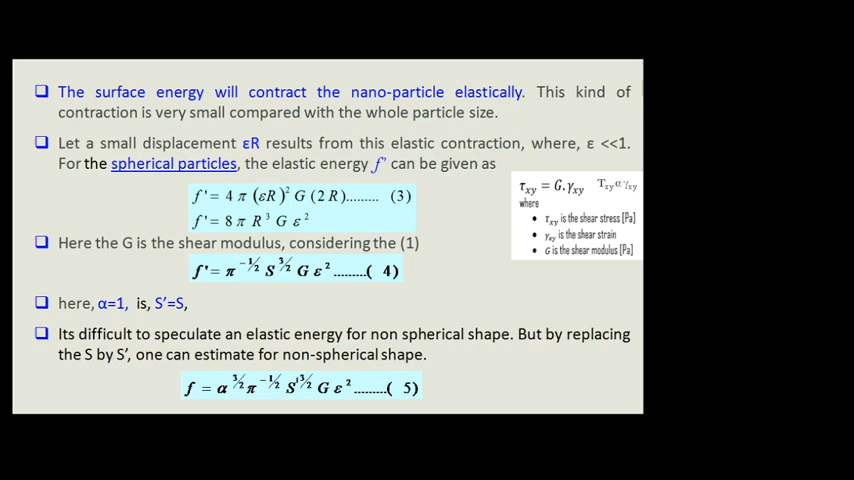 ❑ The surface energy will contract the nano-particle elastically. This kind of
contraction is very small compared with the whole particle size.
❑ Let a small displacement εR results from this elastic contraction, where, ε <<1.
For the spherical particles, the elastic energy f' can be given as
f' = 4 π (εR)² G (2 R)........ (3)
f' = 8 π R³ G ε²
τxy = G.γxy Txy α γxy
where
• τxy is the shear stress [Pa]
• γxy is the shear strain
• G is the shear modulus [Pa]
❑ Here the G is the shear modulus, considering the (1)
f' = π^(-1/2) S^(3/2) G ε² .........( 4)
❑ here, α=1, is, S'=S,
❑ Its difficult to speculate an elastic energy for non spherical shape. But by replacing
the S by S', one can estimate for non-spherical shape.
f = α^(3/2) π^(-1/2) S'^(3/2) G ε² .........( 5)